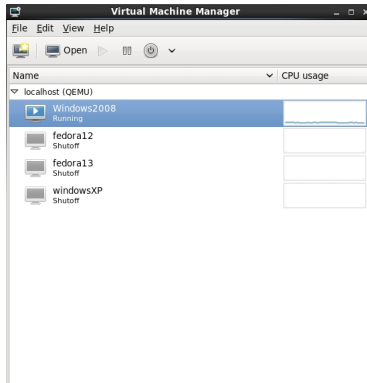 Virtual Machine Manager
File Edit View Help
Open
Name CPU usage
localhost (QEMU)
Windows2008
Running
fedora12
Shutoff
fedora13
Shutoff
windowsXP
Shutoff